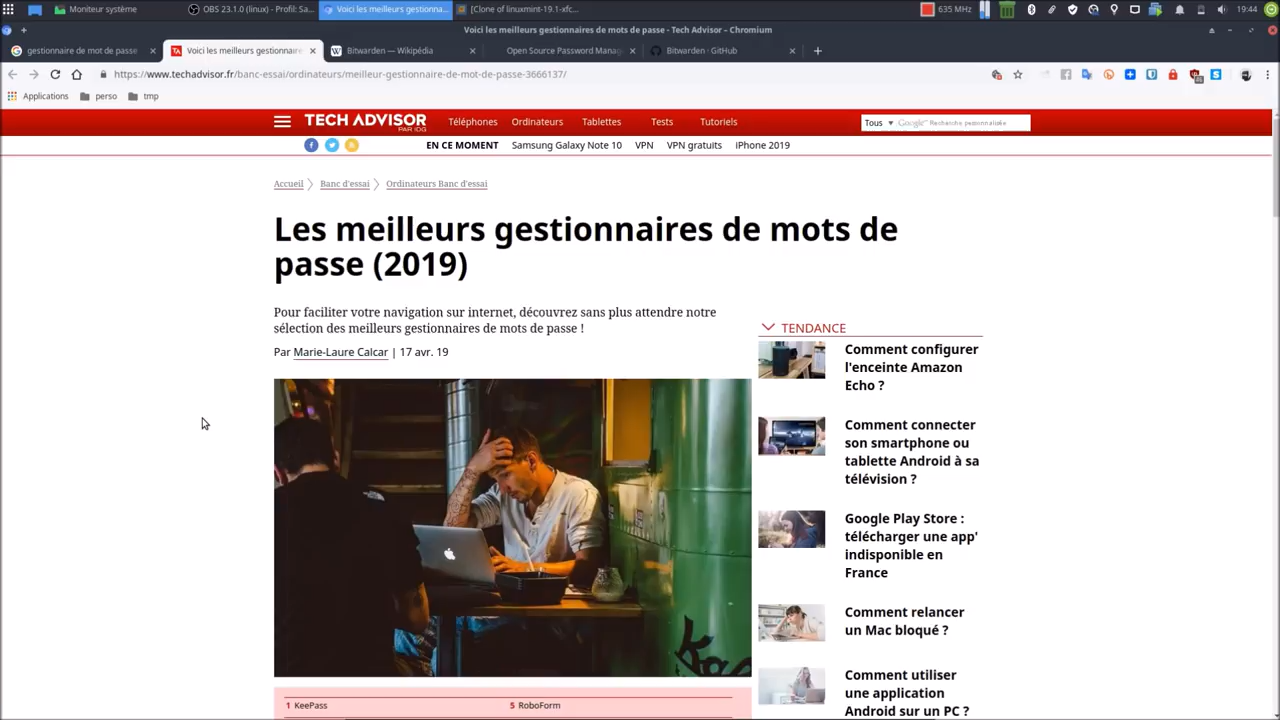 Moniteur système
OBS 23.1.0 (linux) - Profil: Sa...
Voici les meilleurs gestionna...
[Clone of linuxmint-19.1-xfc...
635 MHz
19:44
Voici les meilleurs gestionnaires de mots de passe - Tech Advisor - Chromium
gestionnaire de mot de passe
Voici les meilleurs gestionnaire
Bitwarden — Wikipédia
Open Source Password Mana
Bitwarden · GitHub
https://www.techadvisor.fr/banc-essai/ordinateurs/meilleur-gestionnaire-de-mot-de-passe-3666137/
Applications
perso
tmp
TECH ADVISOR
PAR IDG
Téléphones
Ordinateurs
Tablettes
Tests
Tutoriels
Tous
Google Recherche personnalisée
EN CE MOMENT
Samsung Galaxy Note 10
VPN
VPN gratuits
iPhone 2019
Accueil
Banc d'essai
Ordinateurs Banc d'essai
Les meilleurs gestionnaires de mots de
passe (2019)
Pour faciliter votre navigation sur internet, découvrez sans plus attendre notre
sélection des meilleurs gestionnaires de mots de passe !
Par Marie-Laure Calcar | 17 avr. 19
TENDANCE
Comment configurer
l'enceinte Amazon
Echo ?
Comment connecter
son smartphone ou
tablette Android à sa
télévision ?
Google Play Store :
télécharger une app'
indisponible en
France
Comment relancer
un Mac bloqué ?
Comment utiliser
une application
Android sur un PC ?
1 KeePass
5 RoboForm